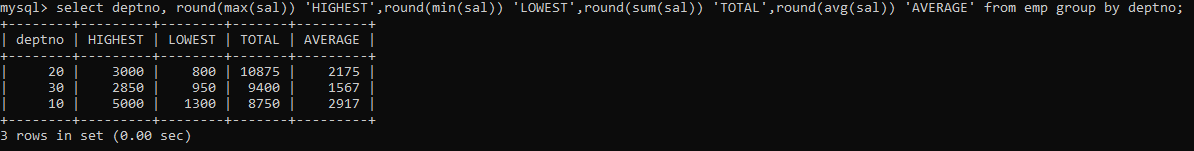 mysql> select deptno, round(max(sal)) 'HIGHEST',round(min(sal)) 'LOWEST',round(sum(sal)) 'TOTAL',round(avg(sal)) 'AVERAGE' from emp group by deptno;
+--------+---------+--------+-------+---------+
| deptno | HIGHEST | LOWEST | TOTAL | AVERAGE |
+--------+---------+--------+-------+---------+
|     20 |    3000 |    800 | 10875 |    2175 |
|     30 |    2850 |    950 |  9400 |    1567 |
|     10 |    5000 |   1300 |  8750 |    2917 |
+--------+---------+--------+-------+---------+
3 rows in set (0.00 sec)